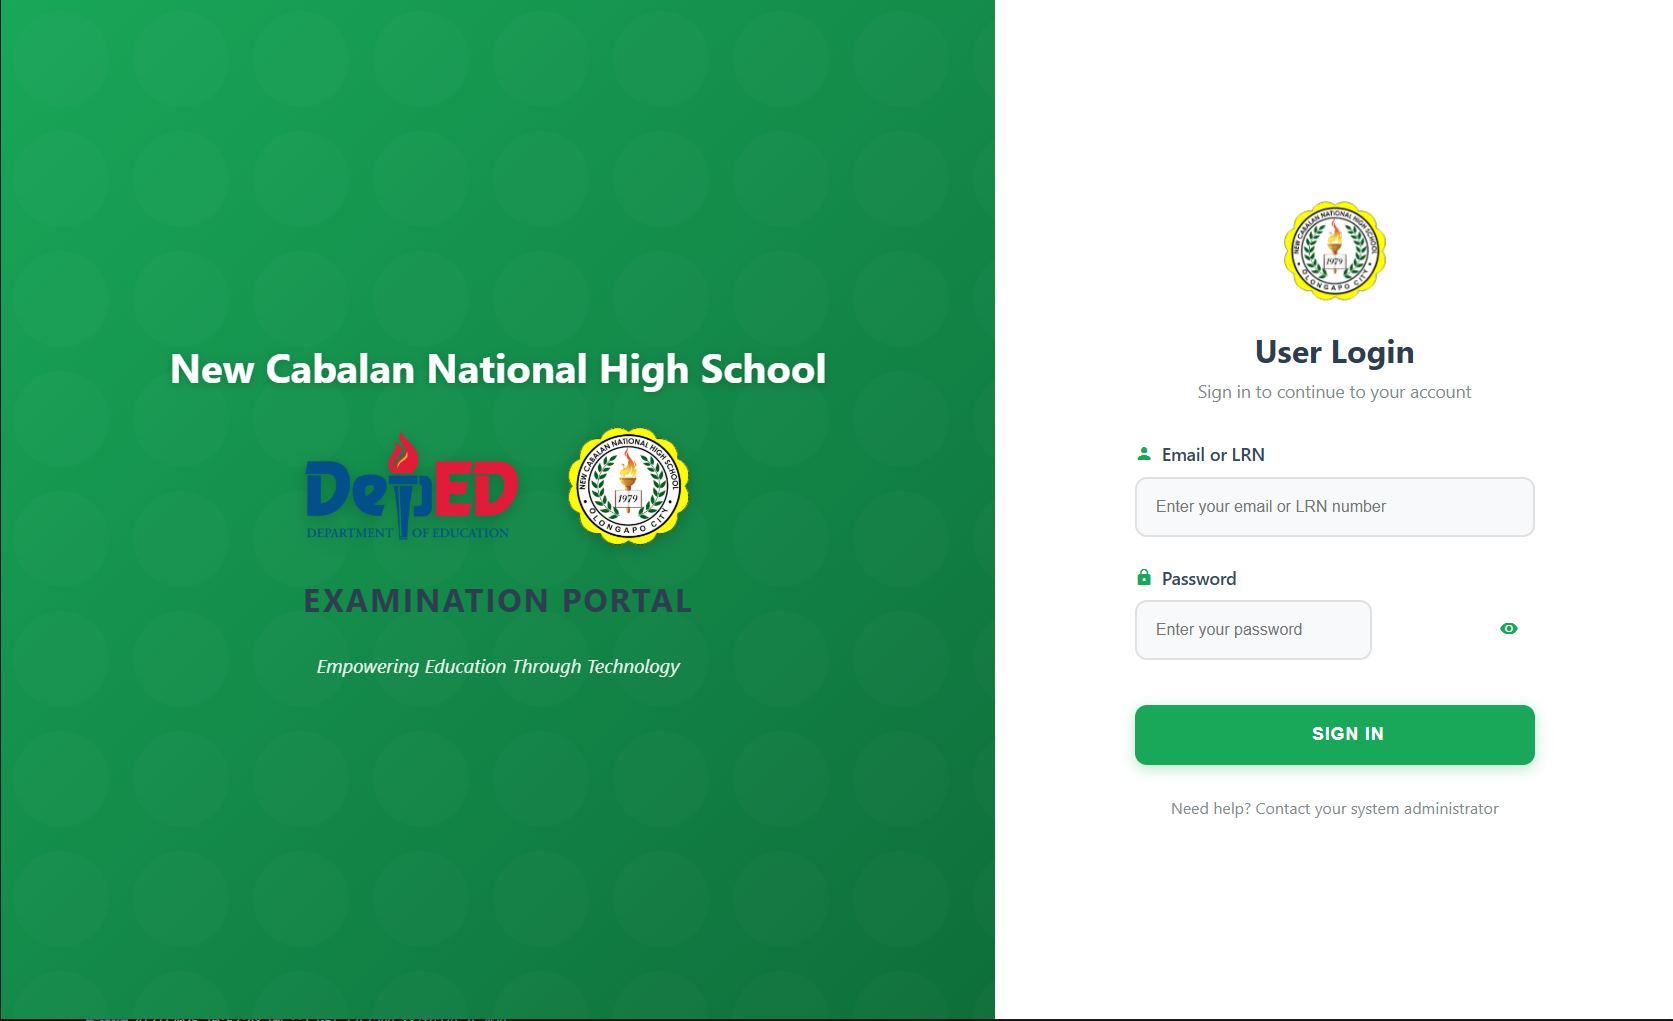 New Cabalan National High School
DepED
DEPARTMENT OF EDUCATION
NEW CABALAN NATIONAL HIGH SCHOOL
1979
OLONGAPO CITY
EXAMINATION PORTAL
Empowering Education Through Technology
NEW CABALAN NATIONAL HIGH SCHOOL
1979
OLONGAPO CITY
User Login
Sign in to continue to your account
Email or LRN
Enter your email or LRN number
Password
Enter your password
SIGN IN
Need help? Contact your system administrator